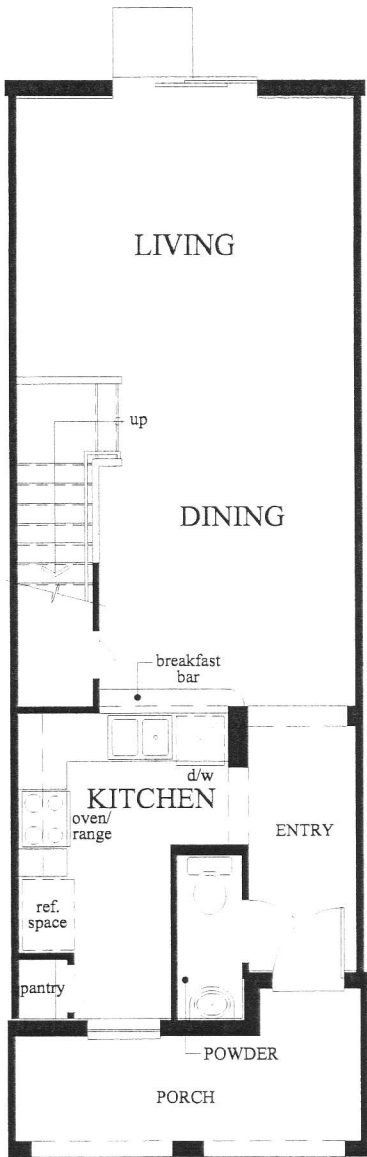 LIVING
up
DINING
breakfast
bar
d/w
KITCHEN
oven/
range
ENTRY
ref.
space
pantry
POWDER
PORCH